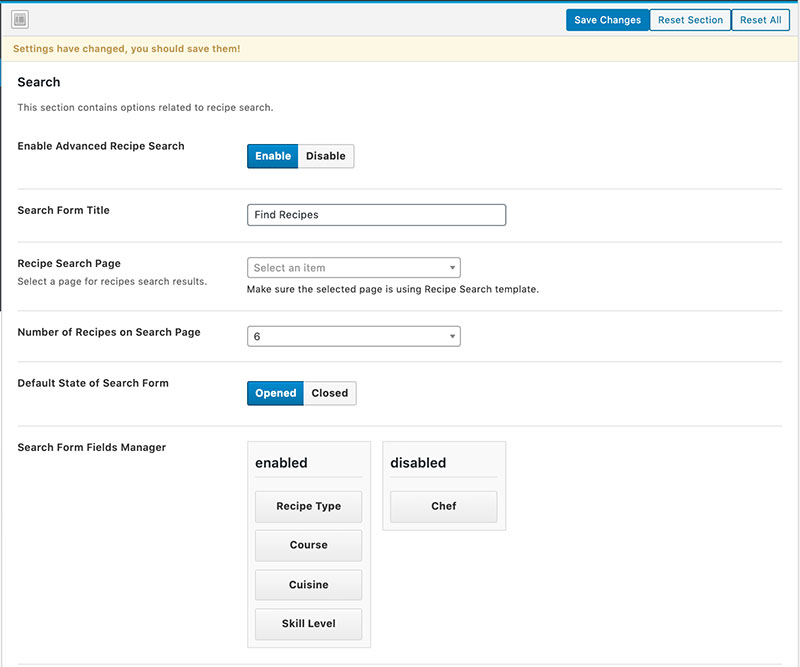 Save Changes Reset Section Reset All
Settings have changed, you should save them!
Search
This section contains options related to recipe search.
Enable Advanced Recipe Search
Enable Disable
Search Form Title
Find Recipes
Recipe Search Page
Select a page for recipes search results.
Select an item
Make sure the selected page is using Recipe Search template.
Number of Recipes on Search Page
6
Default State of Search Form
Opened Closed
Search Form Fields Manager
enabled
Recipe Type
Course
Cuisine
Skill Level
disabled
Chef